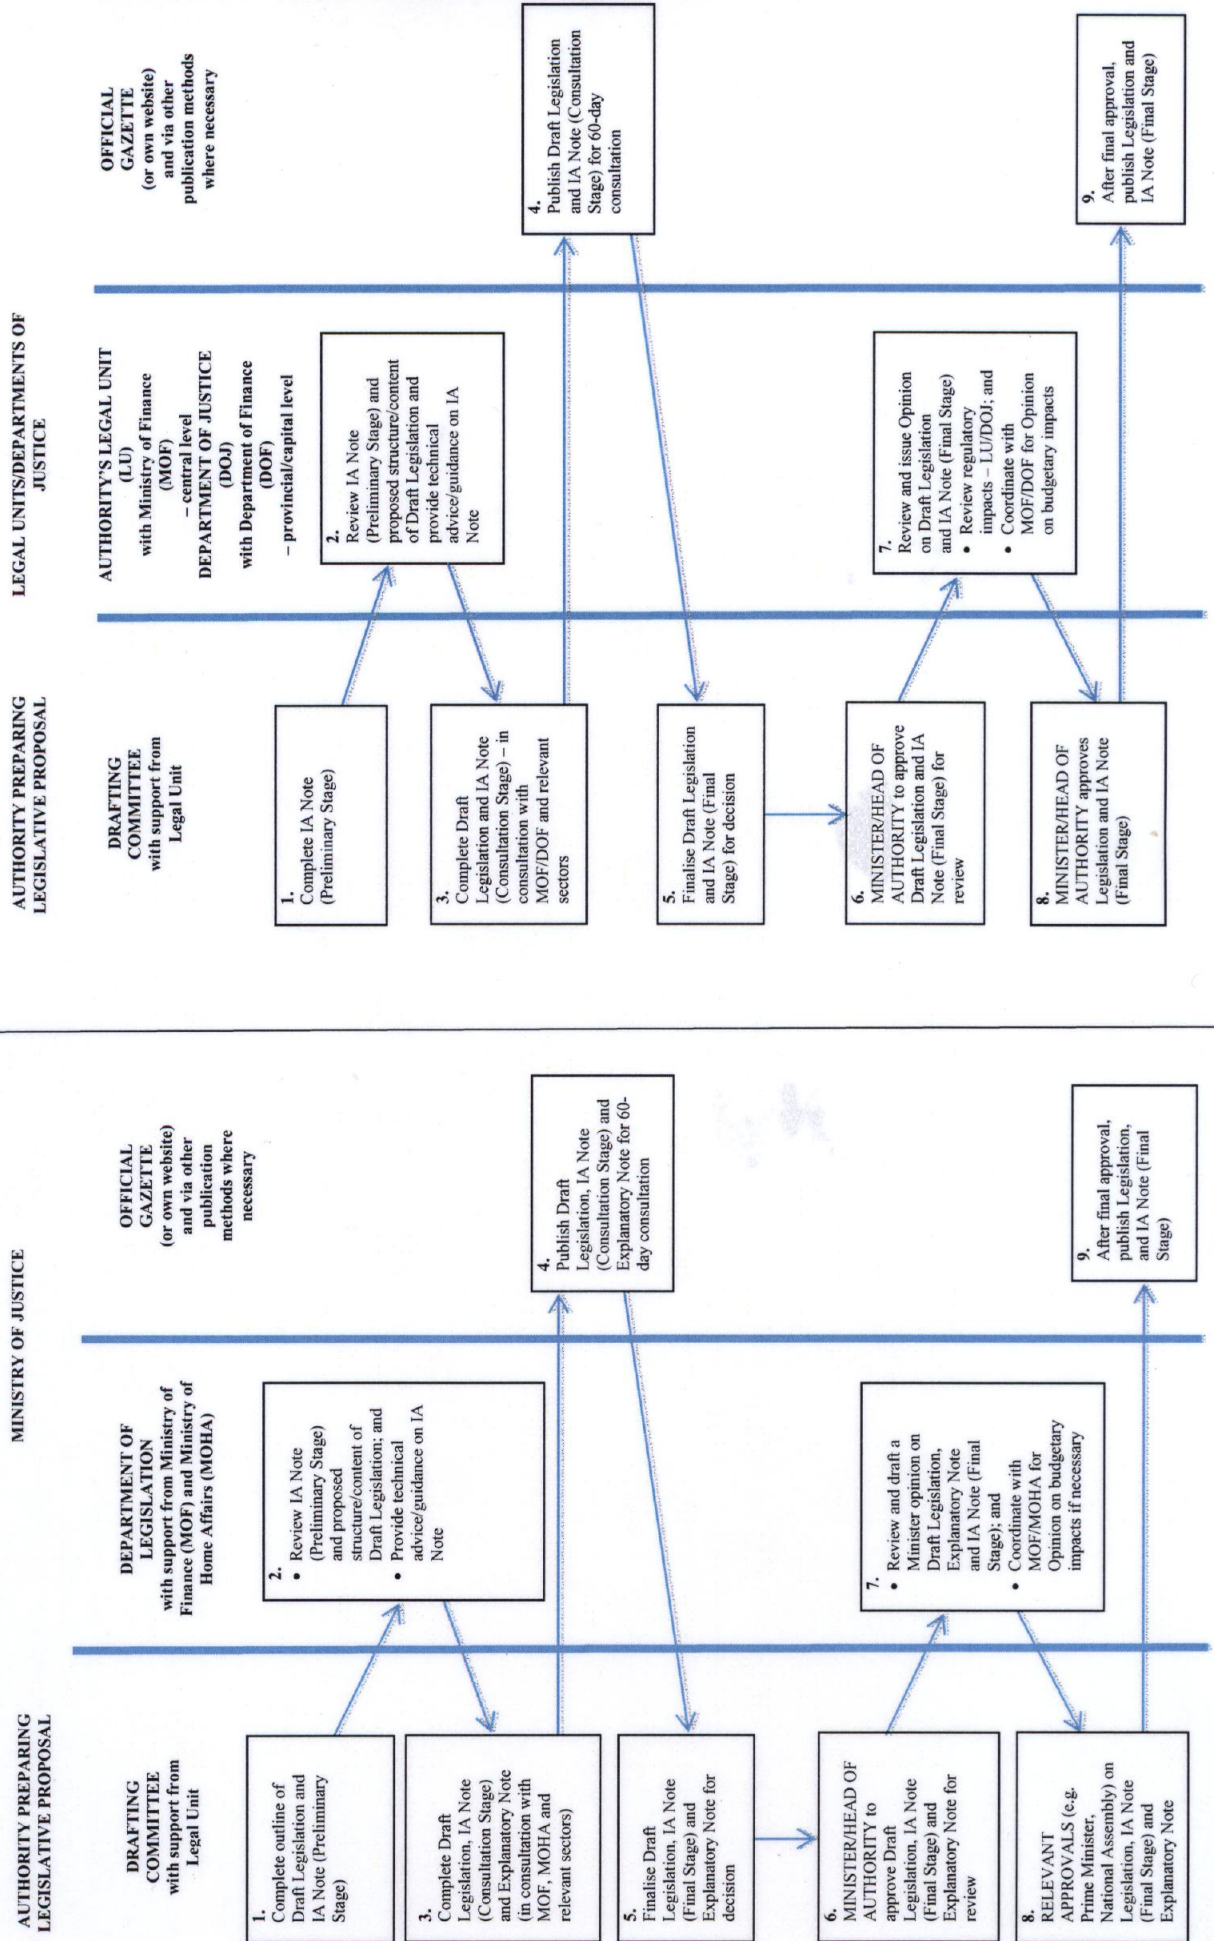 AUTHORITY PREPARING
LEGISLATIVE PROPOSAL
MINISTRY OF JUSTICE
DRAFTING
COMMITTEE
with support from
Legal Unit
DEPARTMENT OF
LEGISLATION
with support from Ministry of
Finance (MOF) and Ministry of
Home Affairs (MOHA)
OFFICIAL
GAZETTE
(or own website)
and via other
publication
methods where
necessary
1.
Complete outline of
Draft Legislation and
IA Note (Preliminary
Stage)
2.
• Review IA Note
(Preliminary Stage)
and proposed
structure/content of
Draft Legislation; and
• Provide technical
advice/guidance on IA
Note
3.
Complete Draft
Legislation, IA Note
(Consultation Stage)
and Explanatory Note
(in consultation with
MOF, MOHA and
relevant sectors)
4.
Publish Draft
Legislation, IA Note
(Consultation Stage) and
Explanatory Note for 60-
day consultation
5.
Finalise Draft
Legislation, IA Note
(Final Stage) and
Explanatory Note for
decision
6.
MINISTER/HEAD OF
AUTHORITY to
approve Draft
Legislation, IA Note
(Final Stage) and
Explanatory Note for
review
7.
• Review and draft a
Minister opinion on
Draft Legislation,
Explanatory Note
and IA Note (Final
Stage); and
• Coordinate with
MOF/MOHA for
Opinion on budgetary
impacts if necessary
8.
RELEVANT
APPROVALS (e.g.
Prime Minister,
National Assembly) on
Legislation, IA Note
(Final Stage) and
Explanatory Note
9.
After final approval,
publish Legislation,
and IA Note (Final
Stage)
AUTHORITY PREPARING
LEGISLATIVE PROPOSAL
LEGAL UNITS/DEPARTMENTS OF
JUSTICE
DRAFTING
COMMITTEE
with support from
Legal Unit
AUTHORITY'S LEGAL UNIT
(LU)
with Ministry of Finance
(MOF)
– central level
DEPARTMENT OF JUSTICE
(DOJ)
with Department of Finance
(DOF)
– provincial/capital level
OFFICIAL
GAZETTE
(or own website)
and via other
publication methods
where necessary
1.
Complete IA Note
(Preliminary Stage)
2.
Review IA Note
(Preliminary Stage) and
proposed structure/content
of Draft Legislation and
provide technical
advice/guidance on IA
Note
3.
Complete Draft
Legislation and IA Note
(Consultation Stage) – in
consultation with
MOF/DOF and relevant
sectors
4.
Publish Draft Legislation
and IA Note (Consultation
Stage) for 60-day
consultation
5.
Finalise Draft Legislation
and IA Note (Final
Stage) for decision
6.
MINISTER/HEAD OF
AUTHORITY to approve
Draft Legislation and IA
Note (Final Stage) for
review
7.
Review and issue Opinion
on Draft Legislation
and IA Note (Final Stage)
• Review regulatory
impacts – LU/DOJ; and
• Coordinate with
MOF/DOF for Opinion
on budgetary impacts
8.
MINISTER/HEAD OF
AUTHORITY approves
Legislation and IA Note
(Final Stage)
9.
After final approval,
publish Legislation and
IA Note (Final Stage)